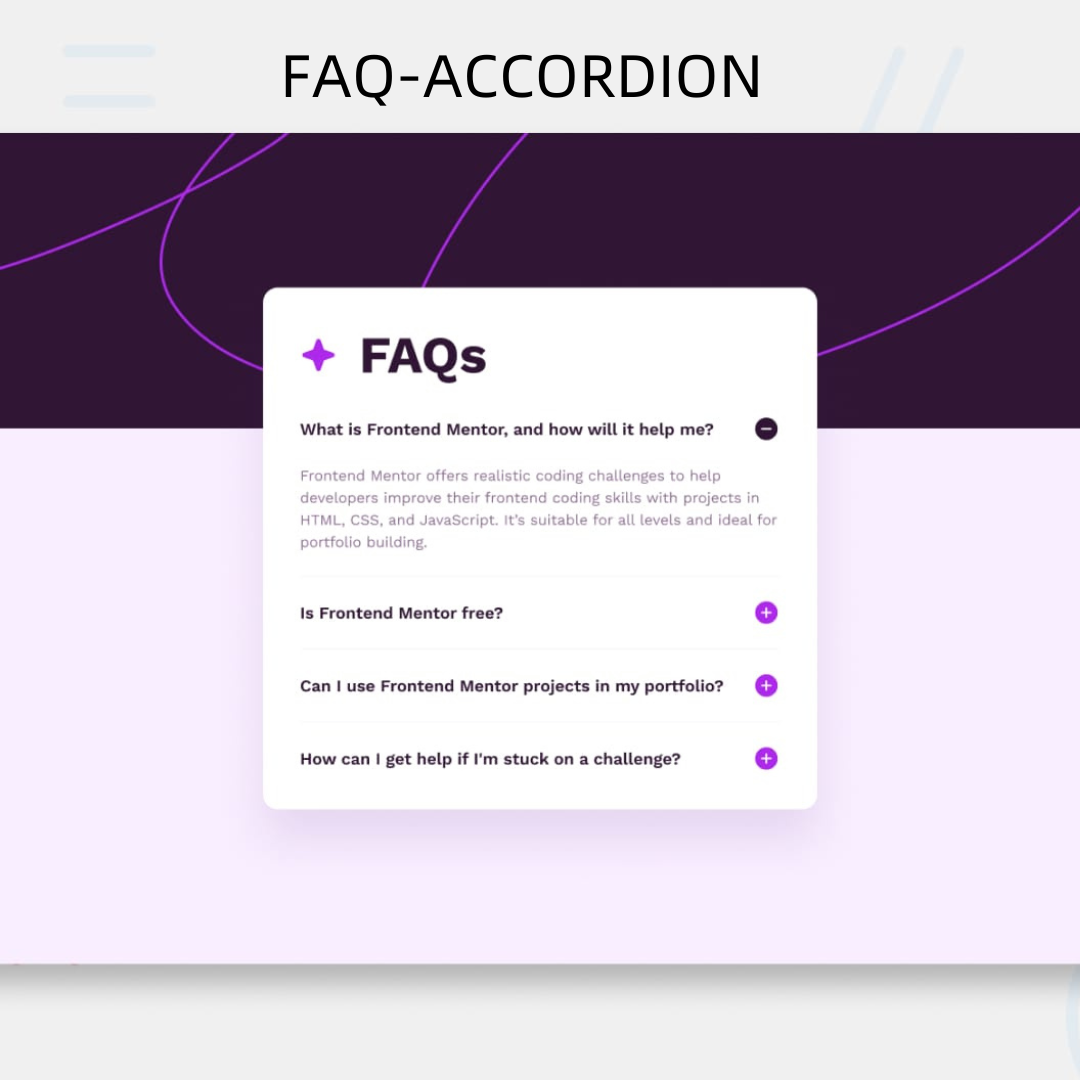 FAQ-ACCORDION
FAQs
What is Frontend Mentor, and how will it help me?
Frontend Mentor offers realistic coding challenges to help
developers improve their frontend coding skills with projects in
HTML, CSS, and JavaScript. It's suitable for all levels and ideal for
portfolio building.
Is Frontend Mentor free?
Can I use Frontend Mentor projects in my portfolio?
How can I get help if I'm stuck on a challenge?